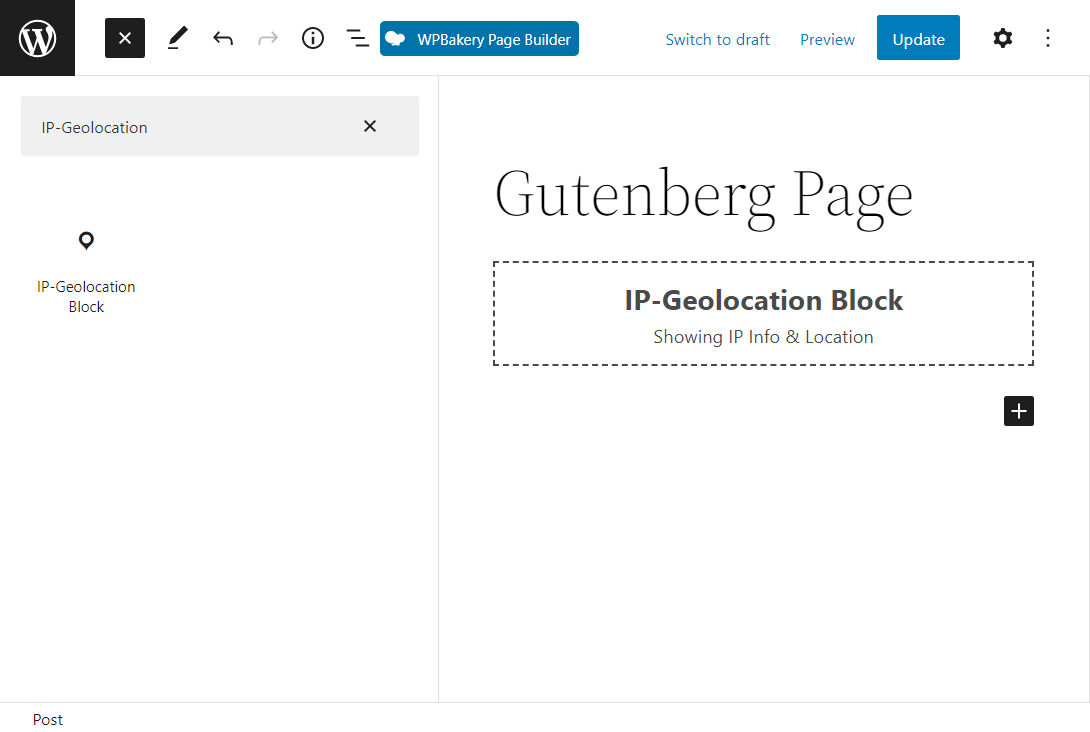 WPBakery Page Builder
Switch to draft
Preview
Update
IP-Geolocation
IP-Geolocation
Block
Gutenberg Page
IP-Geolocation Block
Showing IP Info & Location
Post